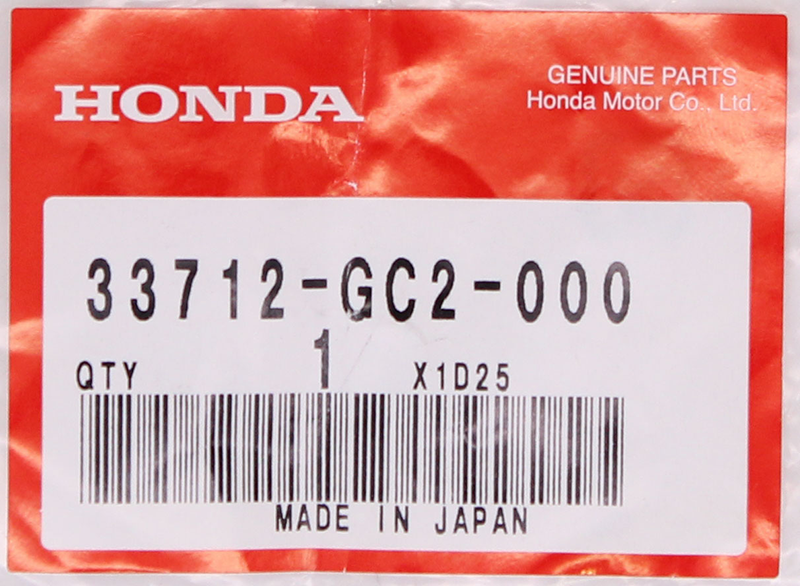 HONDA
GENUINE PARTS
Honda Motor Co., Ltd.
33712-GC2-000
QTY 1 X1D25
MADE IN JAPAN